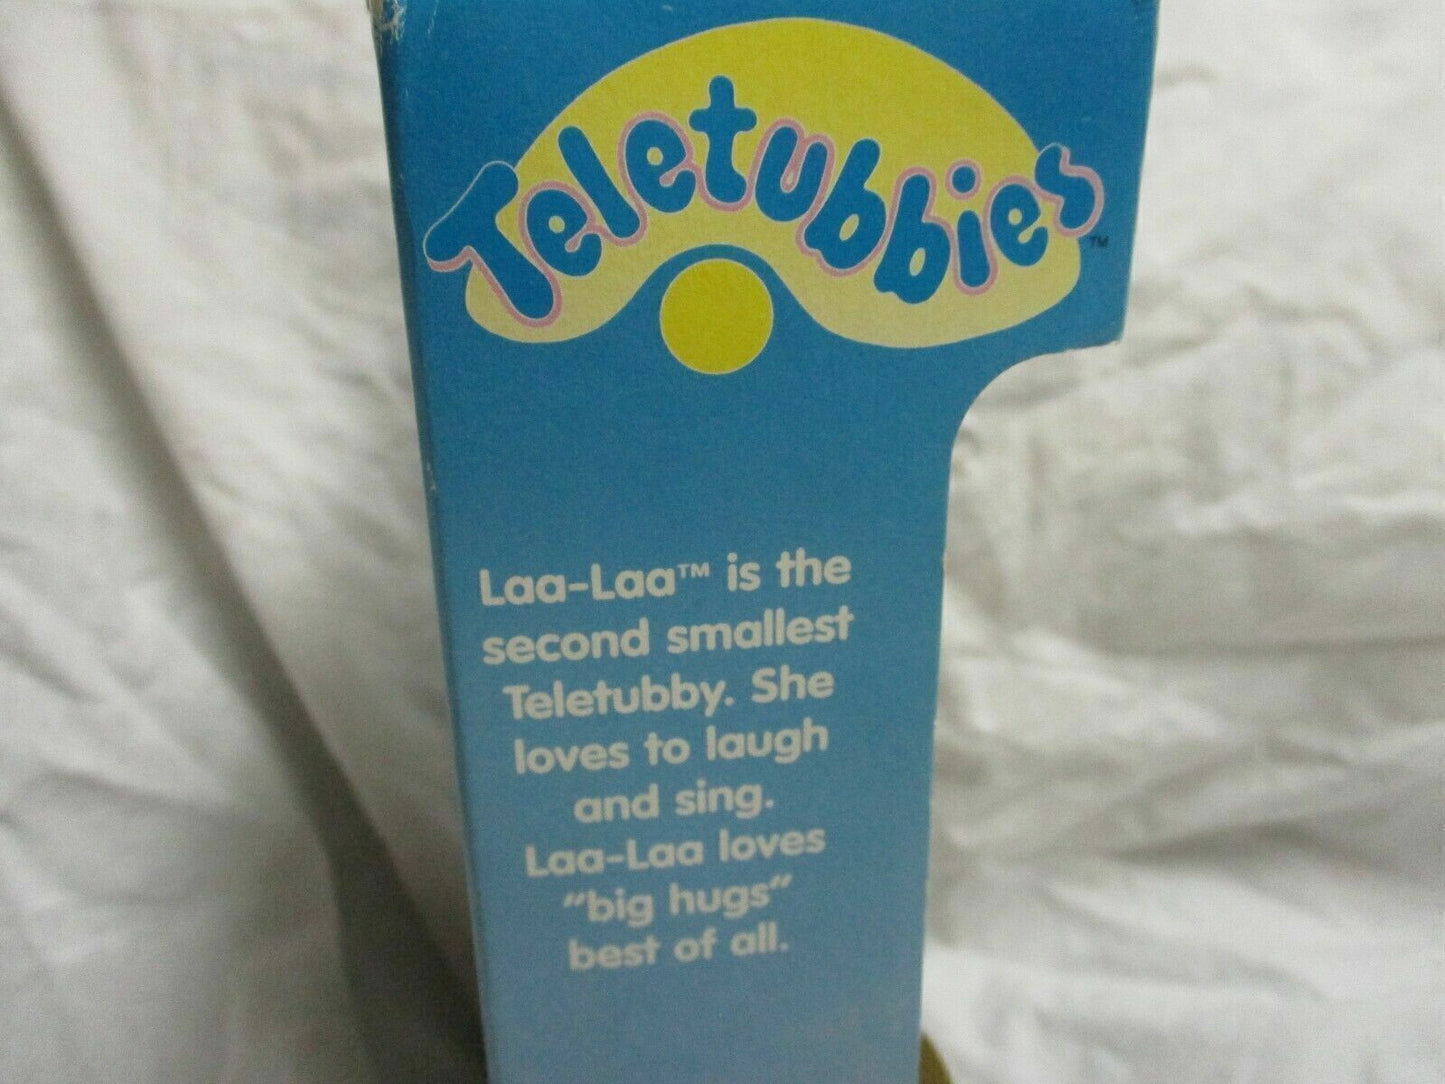 Teletubbies™
Laa-Laa™ is the
second smallest
Teletubby. She
loves to laugh
and sing.
Laa-Laa loves
"big hugs"
best of all.